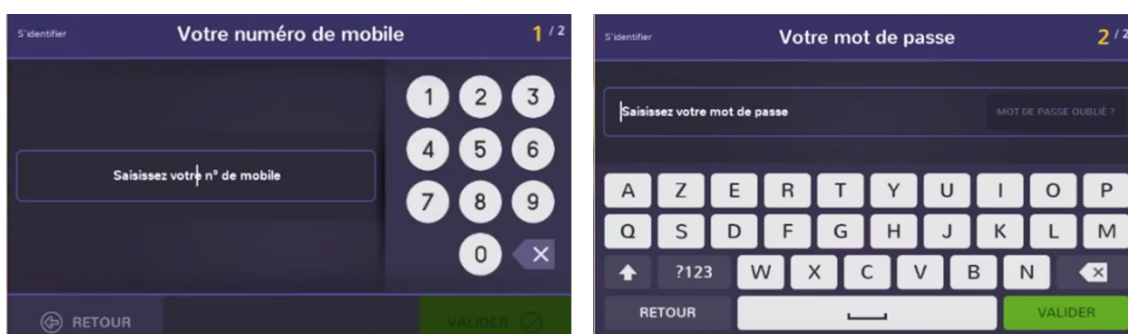 S'identifier Votre numéro de mobile 1 / 2
1 2 3
4 5 6
Saisissez votre n° de mobile
7 8 9
0
RETOUR VALIDER
S'identifier Votre mot de passe 2 / 2
Saisissez votre mot de passe MOT DE PASSE OUBLIÉ ?
A Z E R T Y U I O P
Q S D F G H J K L M
?123 W X C V B N
RETOUR VALIDER